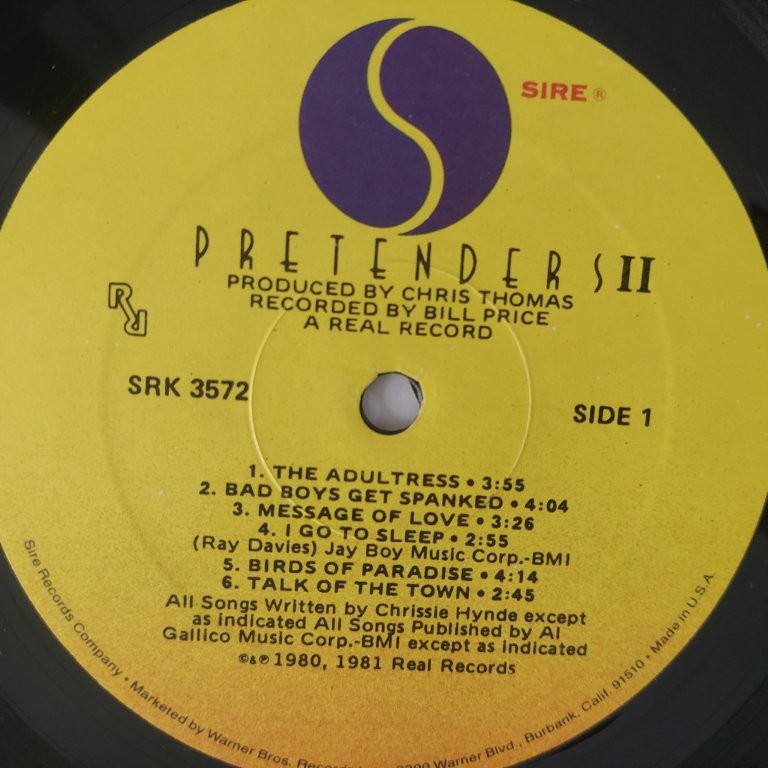 SIRE ®
PRETENDERS II
PRODUCED BY CHRIS THOMAS
RECORDED BY BILL PRICE
A REAL RECORD
SRK 3572
SIDE 1
1. THE ADULTRESS • 3:55
2. BAD BOYS GET SPANKED • 4:04
3. MESSAGE OF LOVE • 3:26
4. I GO TO SLEEP • 2:55
(Ray Davies) Jay Boy Music Corp.-BMI
5. BIRDS OF PARADISE • 4:14
6. TALK OF THE TOWN • 2:45
All Songs Written by Chrissie Hynde except
as indicated All Songs Published by Al
Gallico Music Corp.-BMI except as indicated
©&℗ 1980, 1981 Real Records
Sire Records Company • Marketed by Warner Bros. Warner Blvd., Burbank, Calif. 91510 • Made in U.S.A.